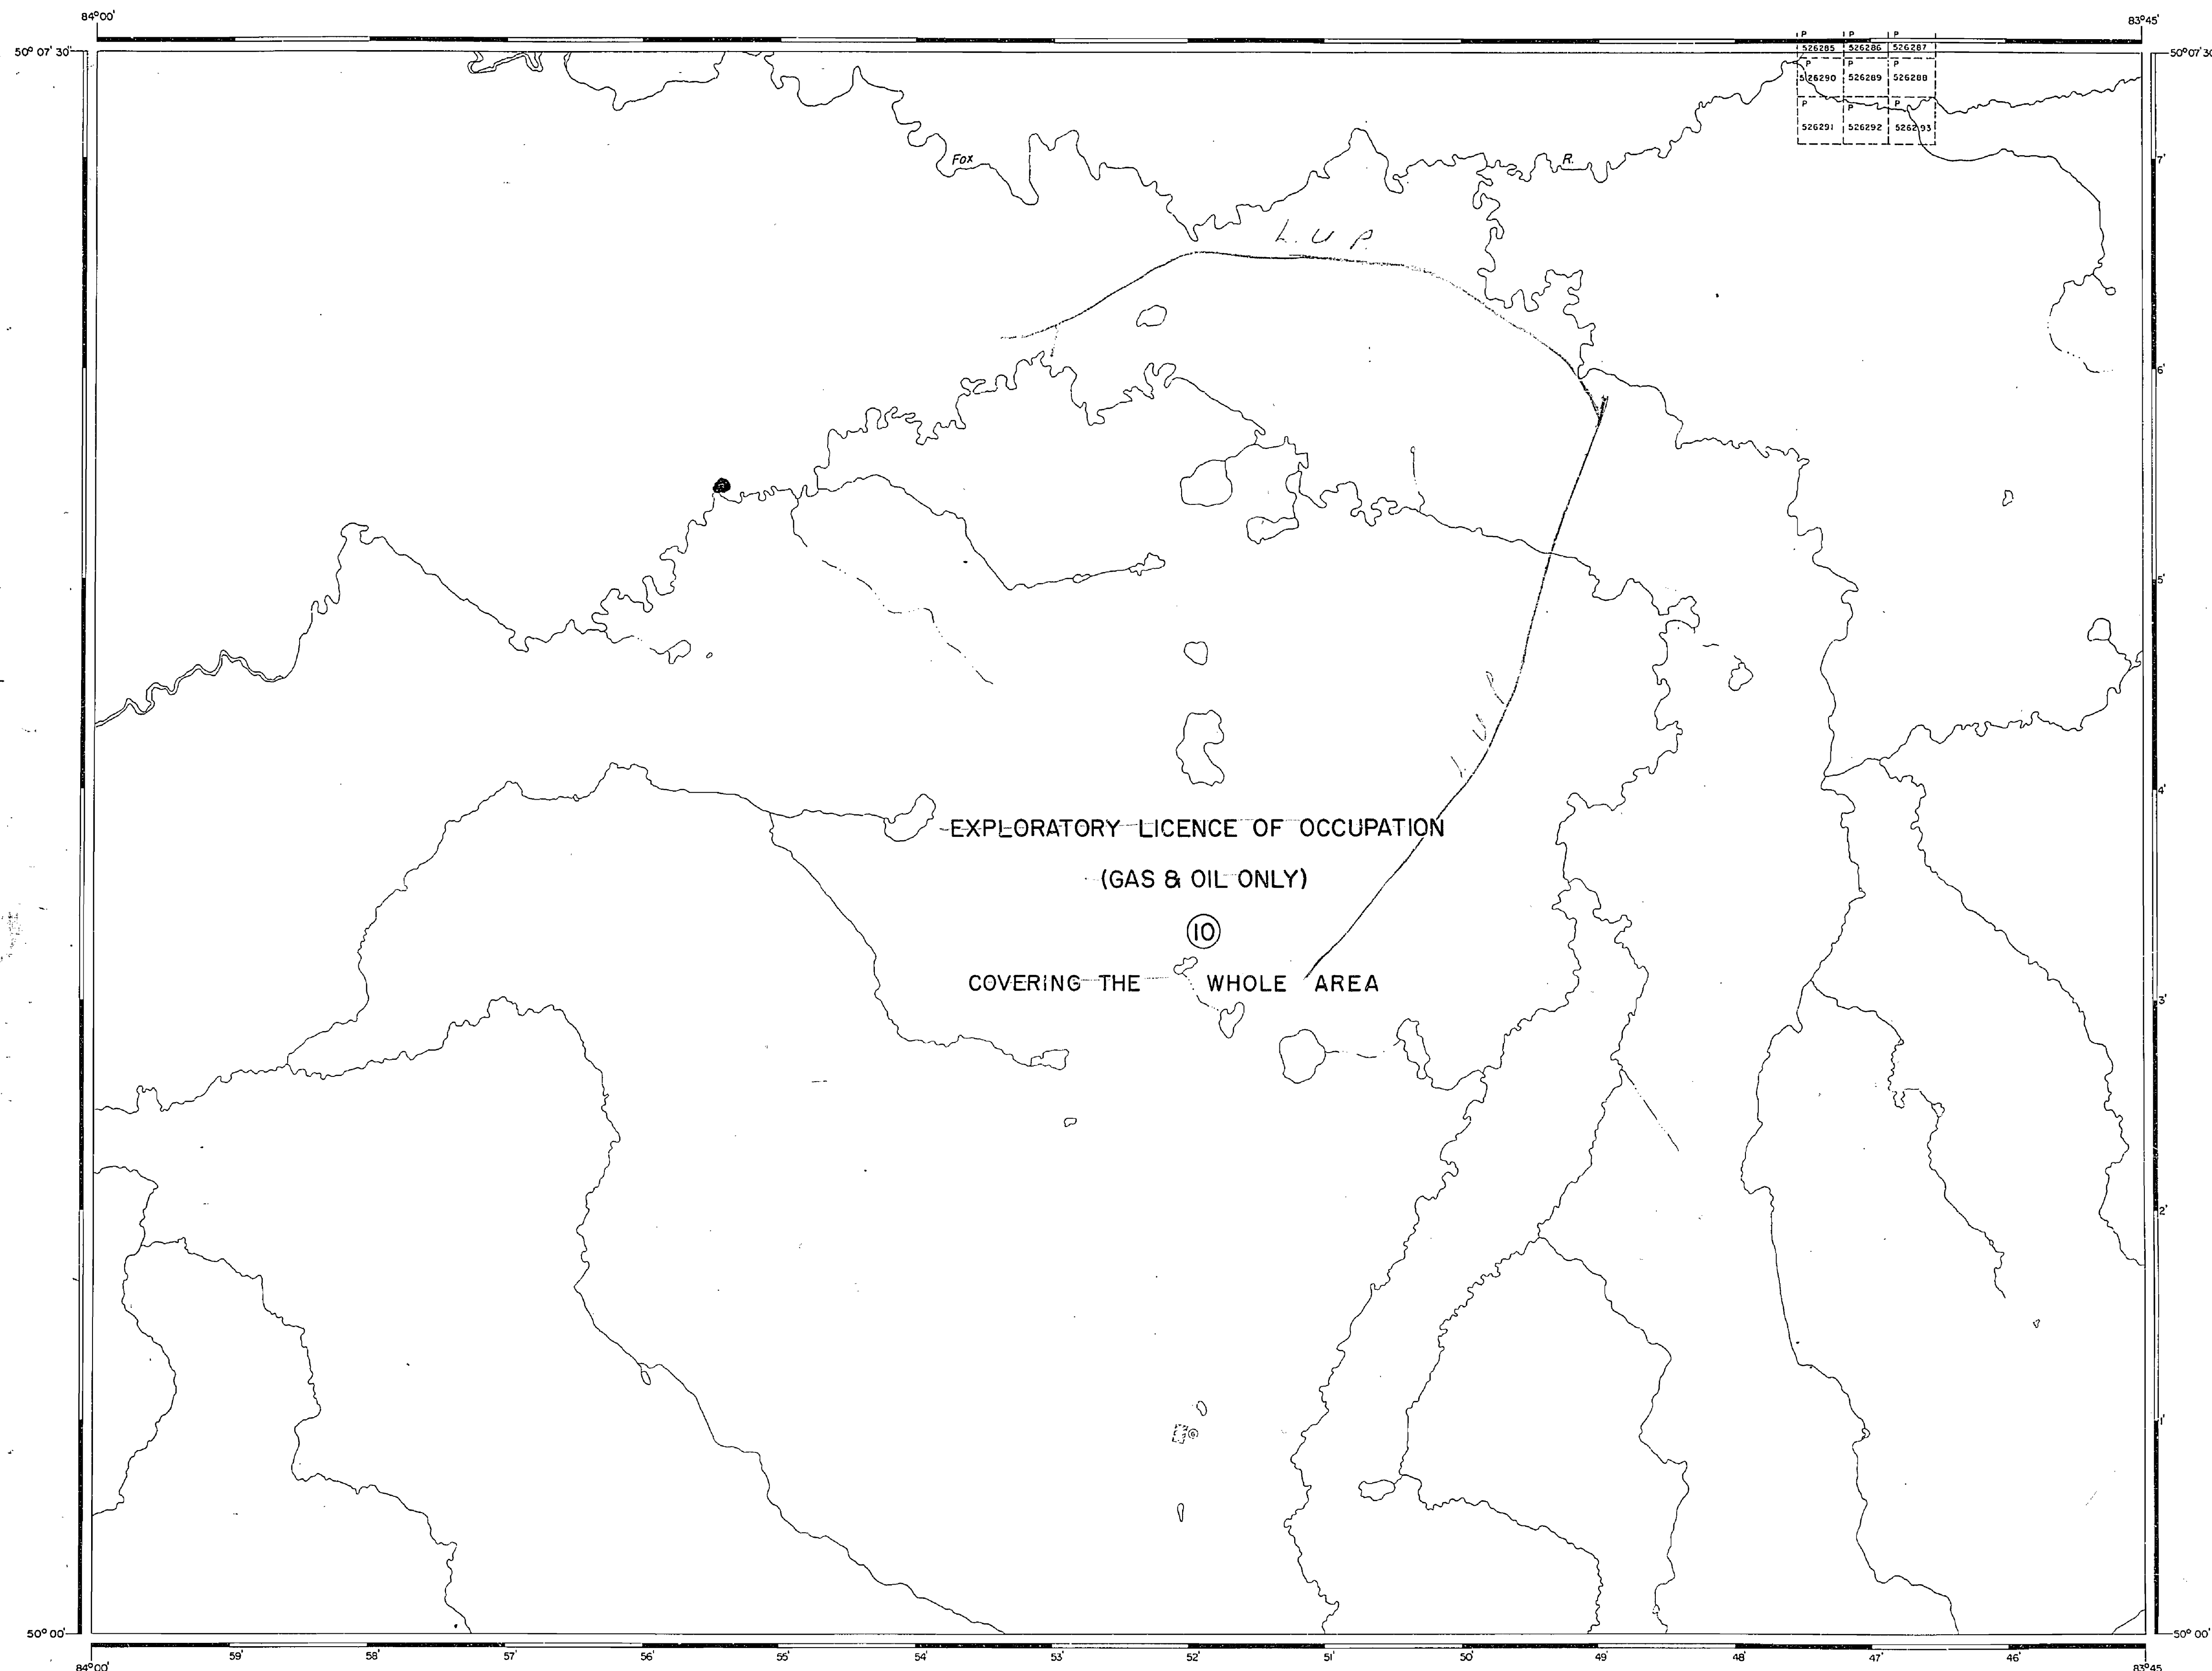 84°00' 83°45'
50° 07' 30" 50° 07' 30
P P P
526285 526286 526287
P P P
526290 526289 526288
P P P
526291 526292 526293
Fox R.
7'
L.U.P.
6'
5'
L.U.P.
4'
EXPLORATORY LICENCE OF OCCUPATION
(GAS & OIL ONLY)
10
COVERING THE WHOLE AREA
3'
2'
1'
50° 00' 50° 00'
84°00' 59' 58' 57' 56' 55' 54' 53' 52' 51' 50' 49' 48' 47' 46' 83°45